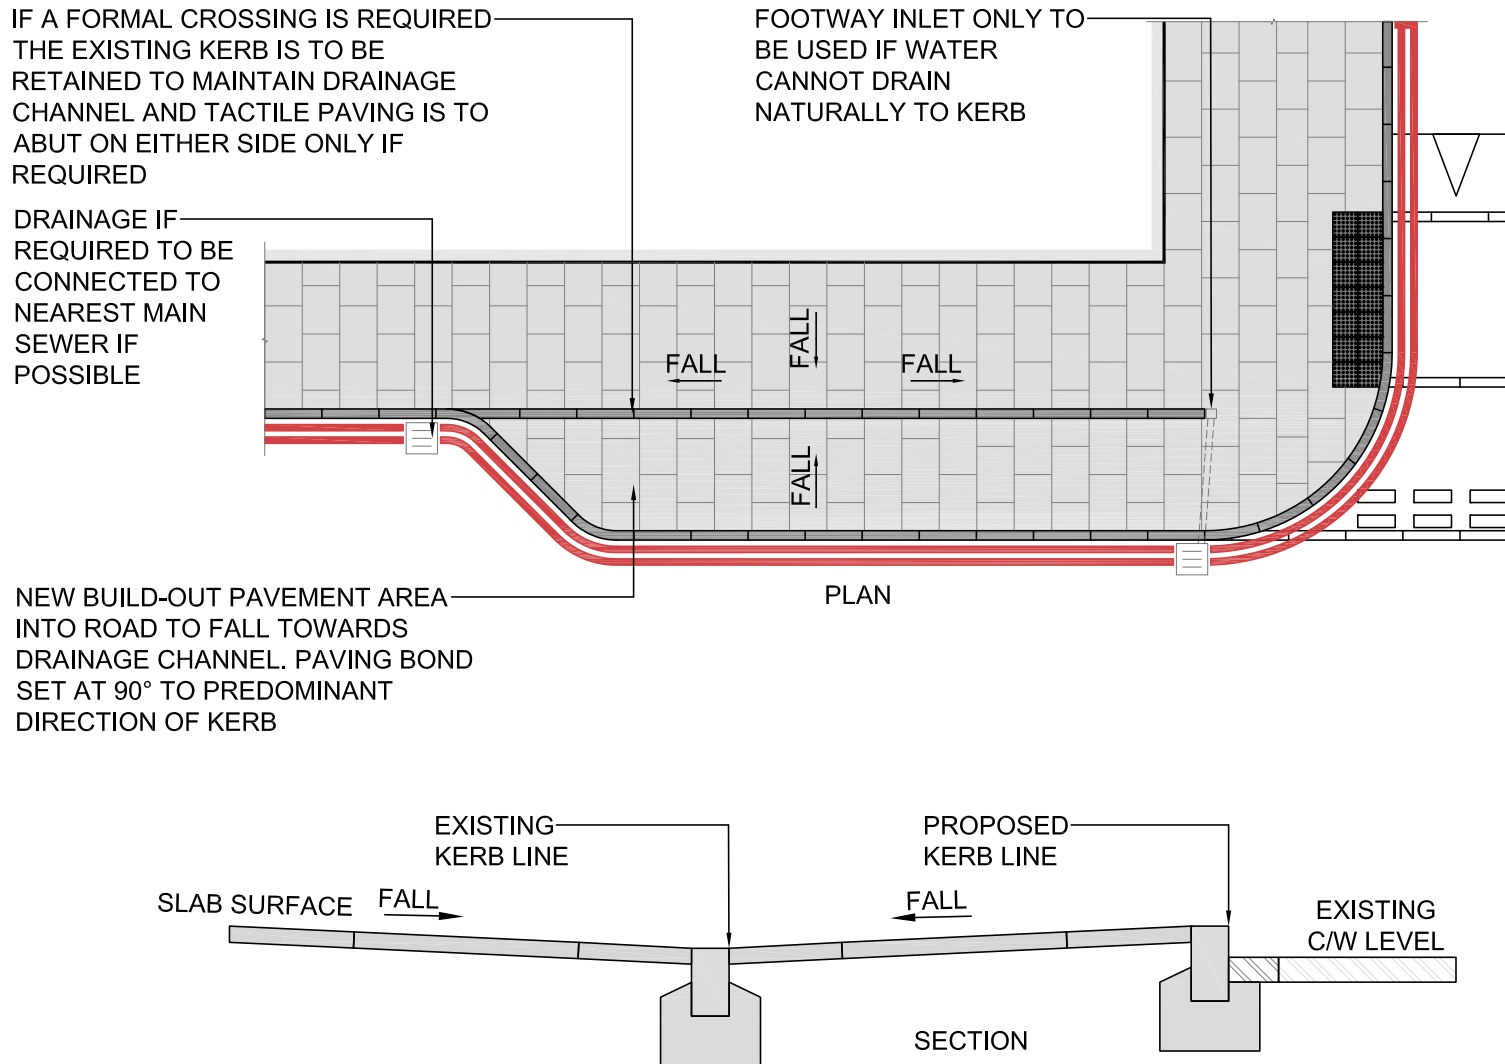 IF A FORMAL CROSSING IS REQUIRED
THE EXISTING KERB IS TO BE
RETAINED TO MAINTAIN DRAINAGE
CHANNEL AND TACTILE PAVING IS TO
ABUT ON EITHER SIDE ONLY IF
REQUIRED
FOOTWAY INLET ONLY TO
BE USED IF WATER
CANNOT DRAIN
NATURALLY TO KERB
DRAINAGE IF
REQUIRED TO BE
CONNECTED TO
NEAREST MAIN
SEWER IF
POSSIBLE
FALL
FALL
FALL
FALL
NEW BUILD-OUT PAVEMENT AREA
INTO ROAD TO FALL TOWARDS
DRAINAGE CHANNEL. PAVING BOND
SET AT 90° TO PREDOMINANT
DIRECTION OF KERB
PLAN
EXISTING
KERB LINE
PROPOSED
KERB LINE
SLAB SURFACE
FALL
FALL
EXISTING
C/W LEVEL
SECTION